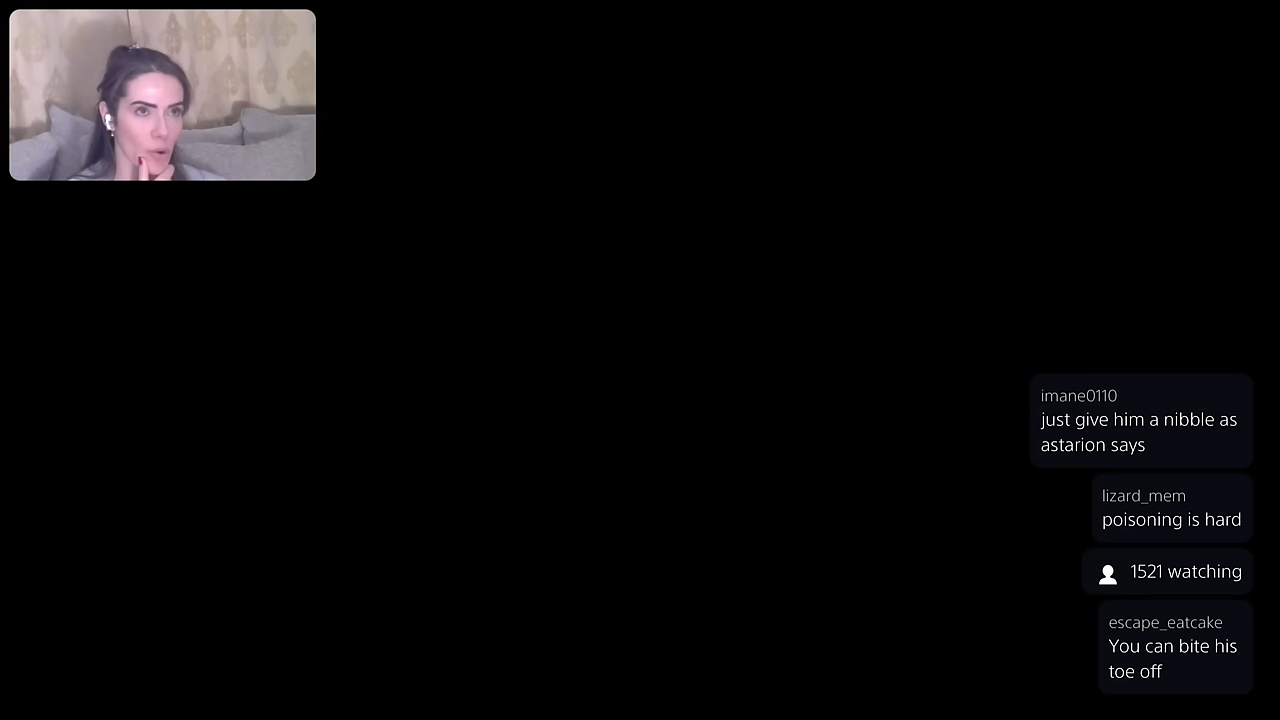 imane0110
just give him a nibble as
astarion says
lizard_mem
poisoning is hard
1521 watching
escape_eatcake
You can bite his
toe off